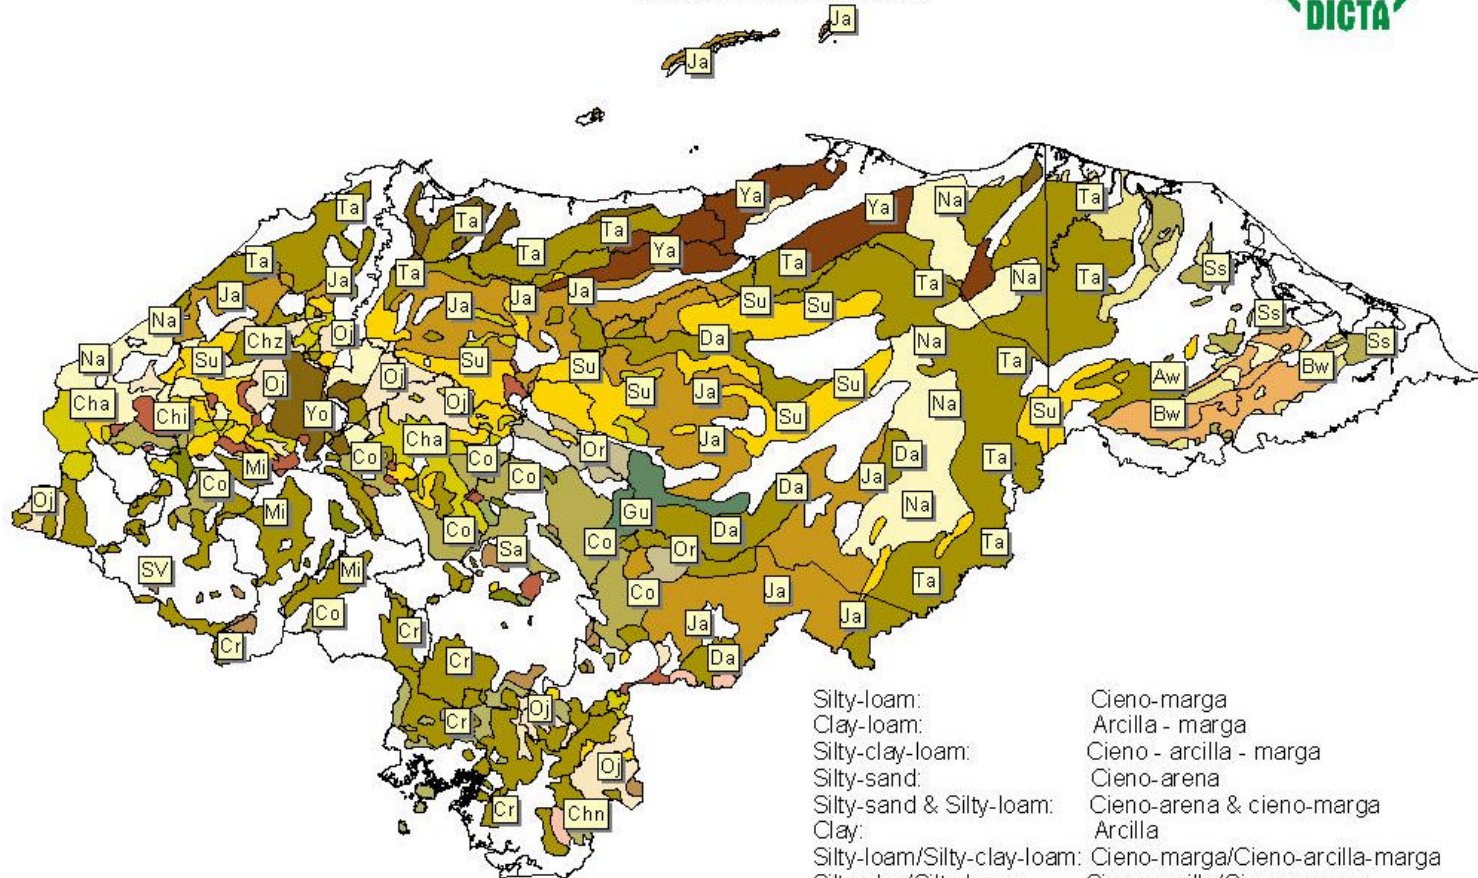 DICTA
Ja
Ja
Ta
Ta
Ta
Ta
Ya
Ya
Na
Ta
Ta
Ja
Ta
Ya
Ta
Ta
Na
Ta
Ss
Ja
Ja
Ja
Ja
Su
Su
Ss
Na
Chz
Oj
Da
Na
Ss
Na
Su
Su
Su
Ta
Bw
Oj
Oj
Su
Ja
Su
Aw
Cha
Chi
Yo
Oj
Su
Na
Su
Bw
Cha
Ja
Or
Co
Mi
Co
Co
Da
Ta
Co
Ja
Da
Oj
Mi
Gu
Na
Co
Da
Co
Sa
Or
Ta
SV
Mi
Co
Ja
Ta
Co
Cr
Cr
Ja
Ja
Cr
Da
Cr
Oj
Oj
Cr
Chn
Silty-loam: Cieno-marga
Clay-loam: Arcilla - marga
Silty-clay-loam: Cieno - arcilla - marga
Silty-sand: Cieno-arena
Silty-sand & Silty-loam: Cieno-arena & cieno-marga
Clay: Arcilla
Silty-loam/Silty-clay-loam: Cieno-marga/Cieno-arcilla-marga